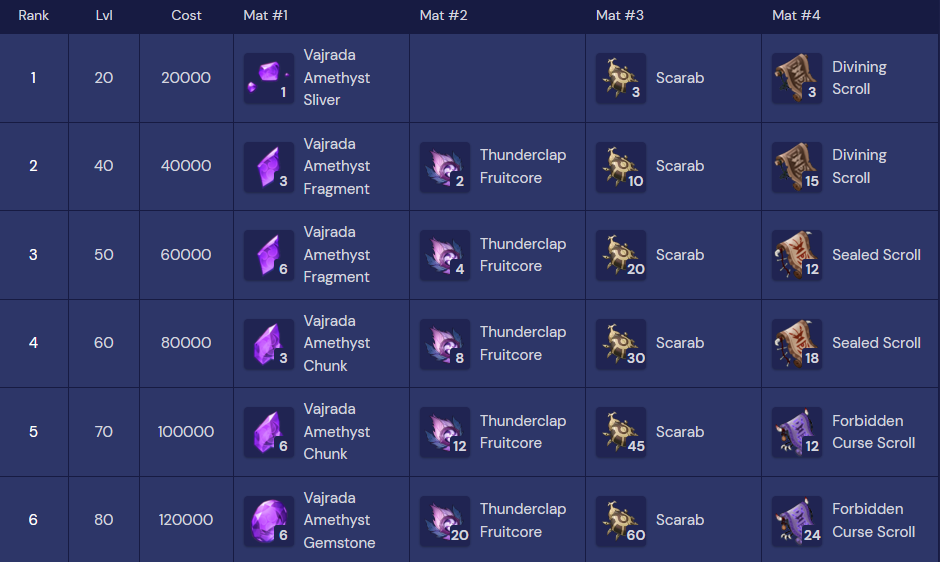 Rank Lvl Cost Mat #1 Mat #2 Mat #3 Mat #4
1 20 20000 1 Vajrada Amethyst Sliver 3 Scarab 3 Divining Scroll
2 40 40000 3 Vajrada Amethyst Fragment 2 Thunderclap Fruitcore 10 Scarab 15 Divining Scroll
3 50 60000 6 Vajrada Amethyst Fragment 4 Thunderclap Fruitcore 20 Scarab 12 Sealed Scroll
4 60 80000 3 Vajrada Amethyst Chunk 8 Thunderclap Fruitcore 30 Scarab 18 Sealed Scroll
5 70 100000 6 Vajrada Amethyst Chunk 12 Thunderclap Fruitcore 45 Scarab 12 Forbidden Curse Scroll
6 80 120000 6 Vajrada Amethyst Gemstone 20 Thunderclap Fruitcore 60 Scarab 24 Forbidden Curse Scroll